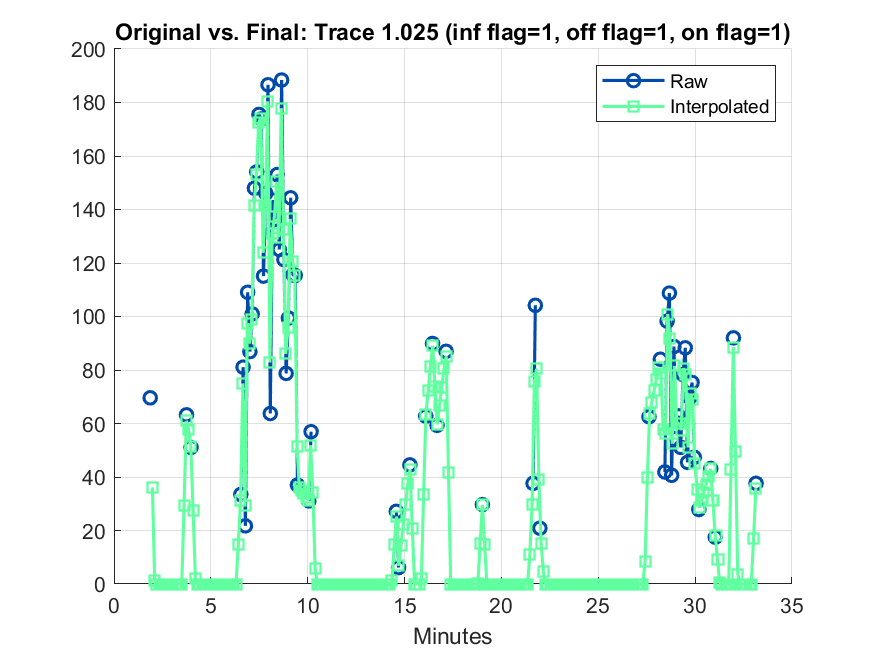 Original vs. Final: Trace 1.025 (inf flag=1, off flag=1, on flag=1)
200
180
160
140
120
100
80
60
40
20
0
Raw
Interpolated
0 5 10 15 20 25 30 35
Minutes